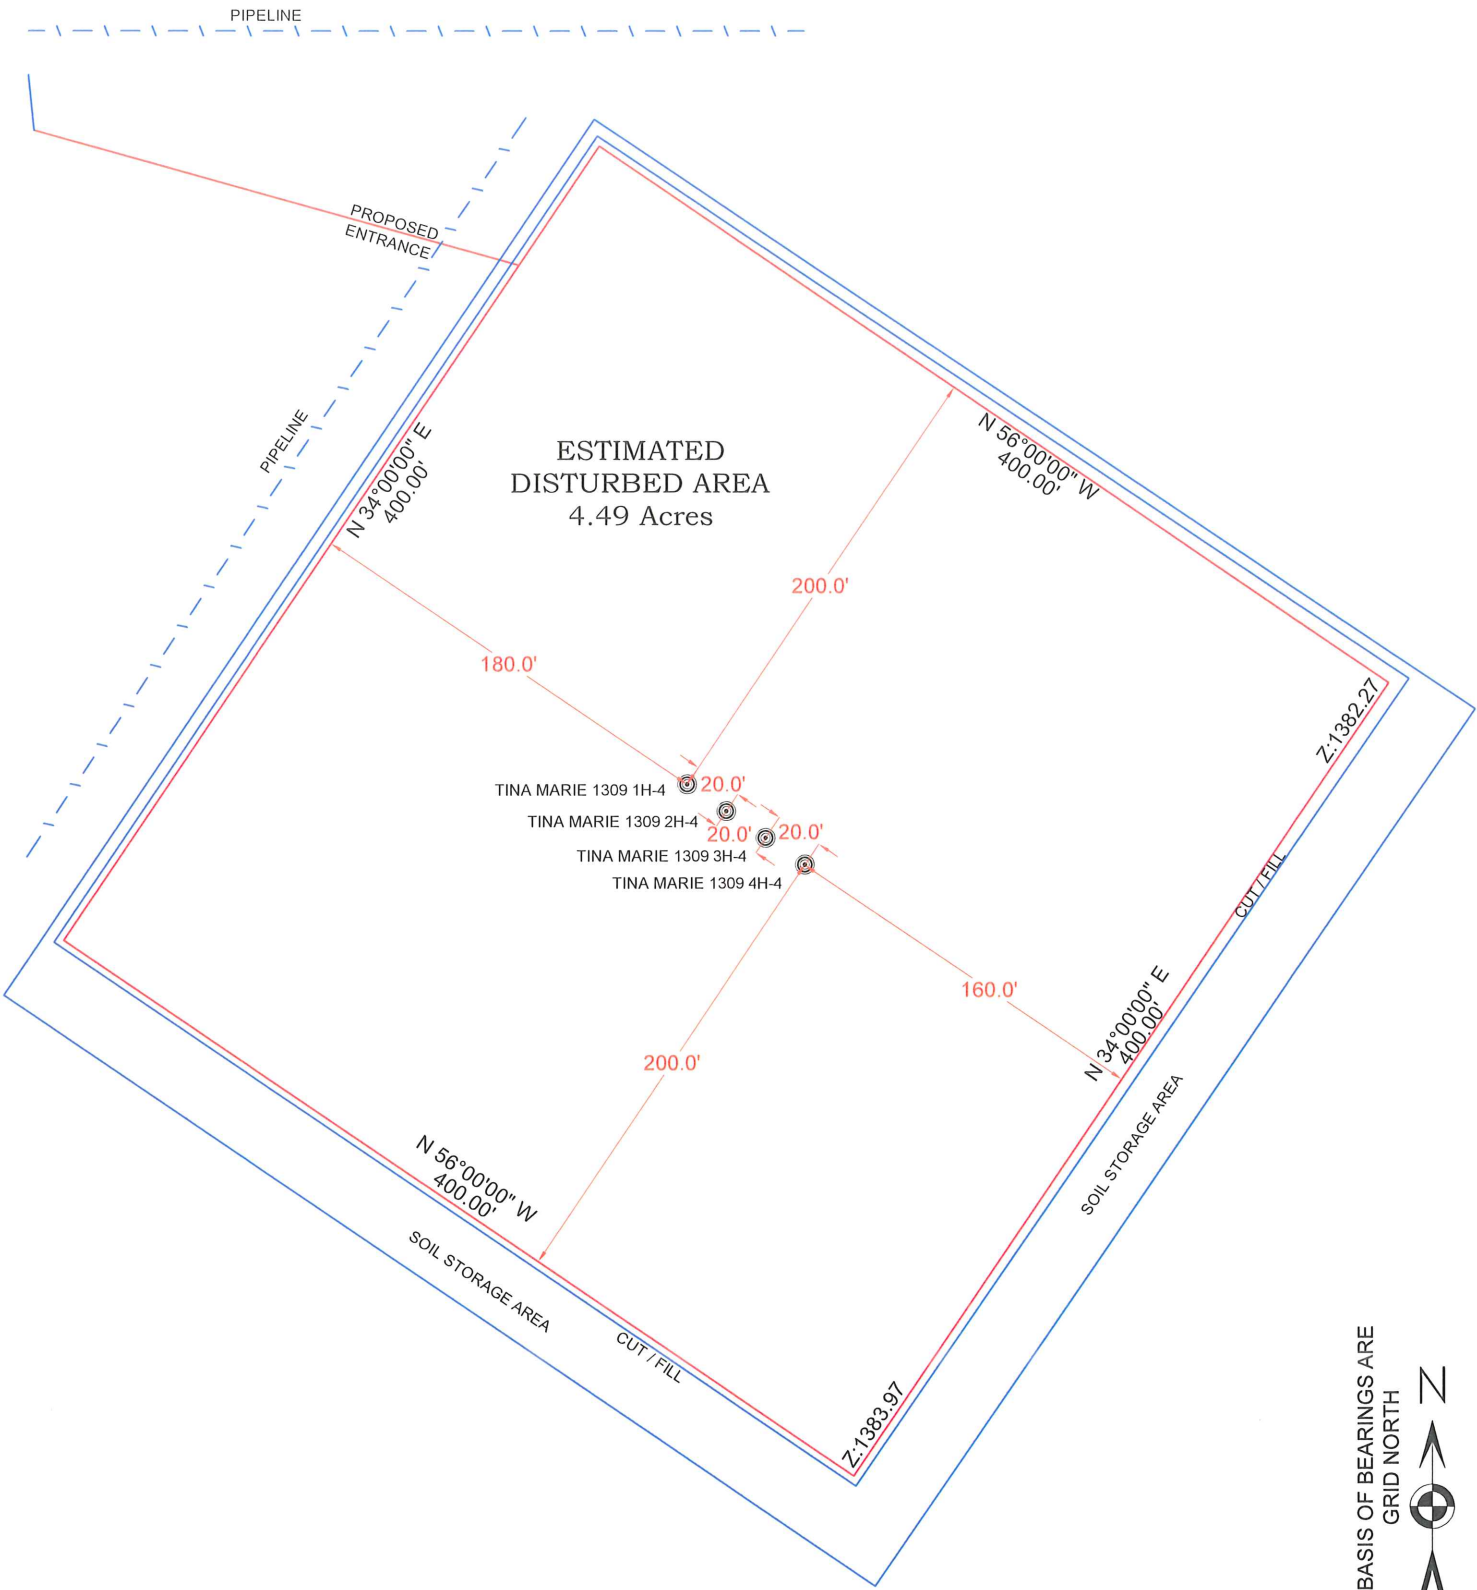 PIPELINE
PROPOSED
ENTRANCE
PIPELINE
N 34°00'00" E
400.00'
ESTIMATED
DISTURBED AREA
4.49 Acres
N 56°00'00" W
400.00'
200.0'
180.0'
Z:1382.27
TINA MARIE 1309 1H-4
20.0'
TINA MARIE 1309 2H-4
20.0'
20.0'
TINA MARIE 1309 3H-4
TINA MARIE 1309 4H-4
CUT / FILL
160.0'
N 34°00'00" E
400.00'
200.0'
SOIL STORAGE AREA
N 56°00'00" W
400.00'
SOIL STORAGE AREA
CUT / FILL
Z:1383.97
BASIS OF BEARINGS ARE
GRID NORTH
N